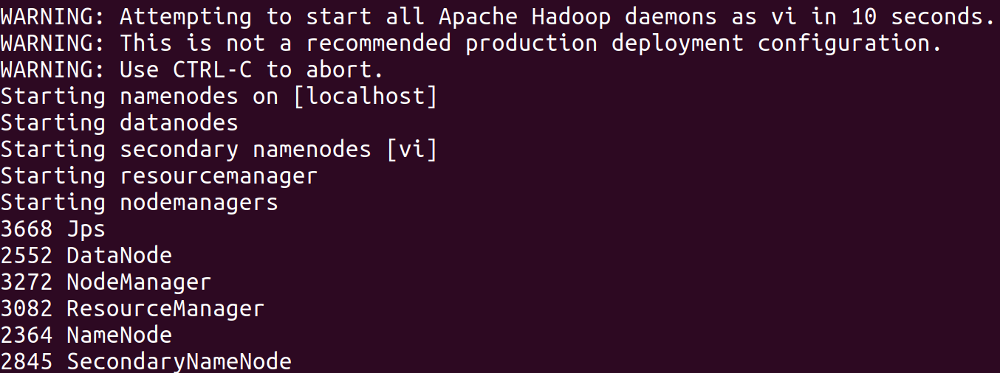 WARNING: Attempting to start all Apache Hadoop daemons as vi in 10 seconds.
WARNING: This is not a recommended production deployment configuration.
WARNING: Use CTRL-C to abort.
Starting namenodes on [localhost]
Starting datanodes
Starting secondary namenodes [vi]
Starting resourcemanager
Starting nodemanagers
3668 Jps
2552 DataNode
3272 NodeManager
3082 ResourceManager
2364 NameNode
2845 SecondaryNameNode